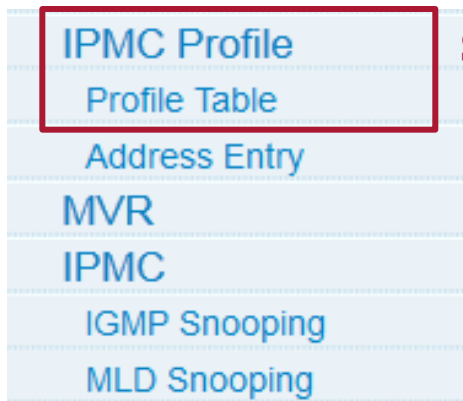 IPMC Profile
Profile Table
Address Entry
MVR
IPMC
IGMP Snooping
MLD Snooping